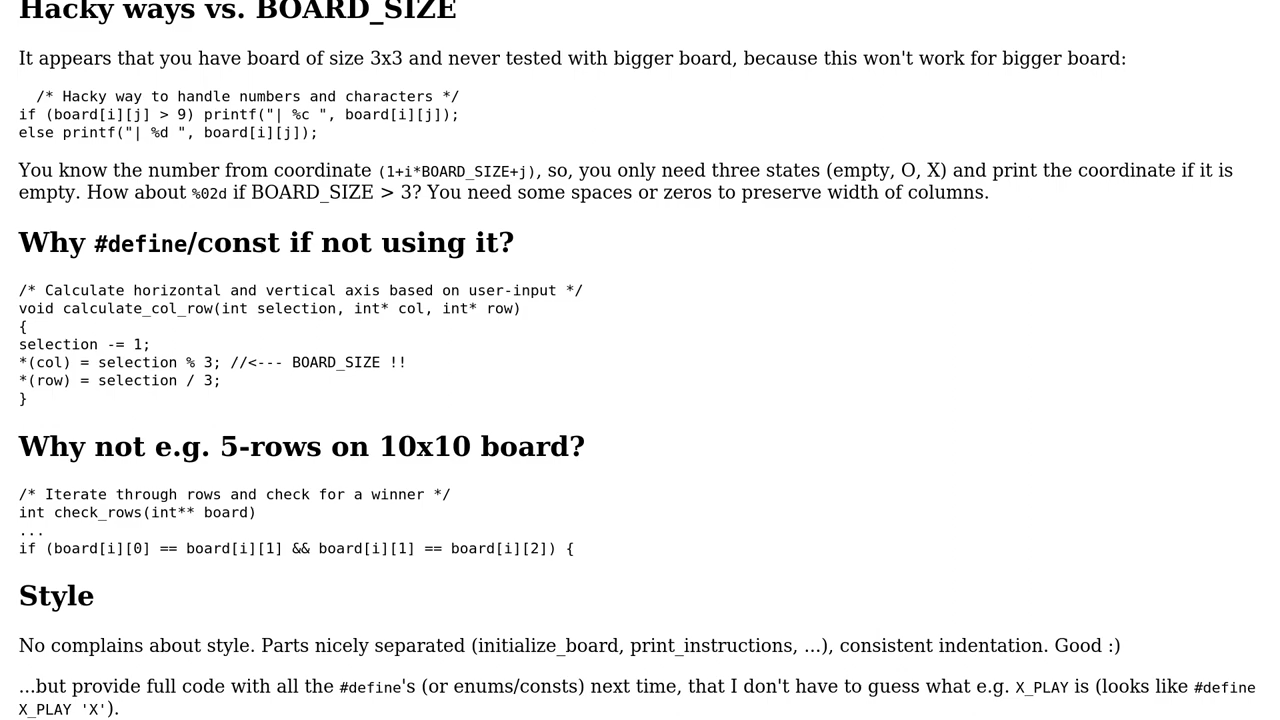 Hacky ways vs. BOARD_SIZE
It appears that you have board of size 3x3 and never tested with bigger board, because this won't work for bigger board:
/* Hacky way to handle numbers and characters */
if (board[i][j] > 9) printf("| %c ", board[i][j]);
else printf("| %d ", board[i][j]);
You know the number from coordinate (1+i*BOARD_SIZE+j), so, you only need three states (empty, O, X) and print the coordinate if it is
empty. How about %02d if BOARD_SIZE > 3? You need some spaces or zeros to preserve width of columns.
Why #define/const if not using it?
/* Calculate horizontal and vertical axis based on user-input */
void calculate_col_row(int selection, int* col, int* row)
{
selection -= 1;
*(col) = selection % 3; //<--- BOARD_SIZE !!
*(row) = selection / 3;
}
Why not e.g. 5-rows on 10x10 board?
/* Iterate through rows and check for a winner */
int check_rows(int** board)
...
if (board[i][0] == board[i][1] && board[i][1] == board[i][2]) {
Style
No complains about style. Parts nicely separated (initialize_board, print_instructions, ...), consistent indentation. Good :)
...but provide full code with all the #define's (or enums/consts) next time, that I don't have to guess what e.g. X_PLAY is (looks like #define
X_PLAY 'X').